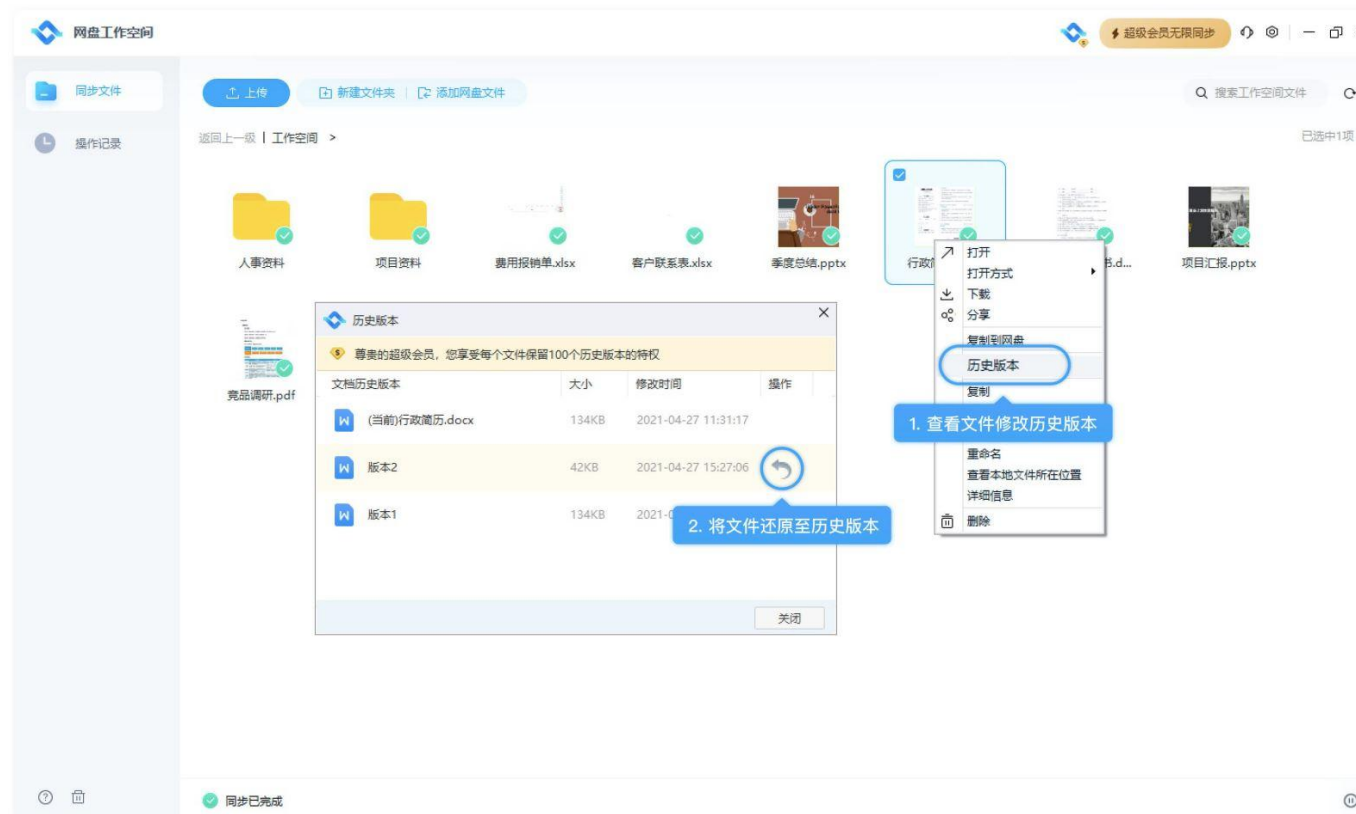 网盘工作空间
超级会员无限同步
同步文件
操作记录
上传
新建文件夹
添加网盘文件
搜索工作空间文件
返回上一级 | 工作空间 >
已选中1项
人事资料
项目资料
费用报销单.xlsx
客户联系表.xlsx
季度总结.pptx
行政
书.d...
项目汇报.pptx
竞品调研.pdf
打开
打开方式
下载
分享
复制到网盘
历史版本
复制
1. 查看文件修改历史版本
重命名
查看本地文件所在位置
详细信息
删除
历史版本
尊贵的超级会员，您享受每个文件保留100个历史版本的特权
文档历史版本 大小 修改时间 操作
(当前)行政简历.docx 134KB 2021-04-27 11:31:17
版本2 42KB 2021-04-27 15:27:06
版本1 134KB 2021-0
2. 将文件还原至历史版本
关闭
同步已完成